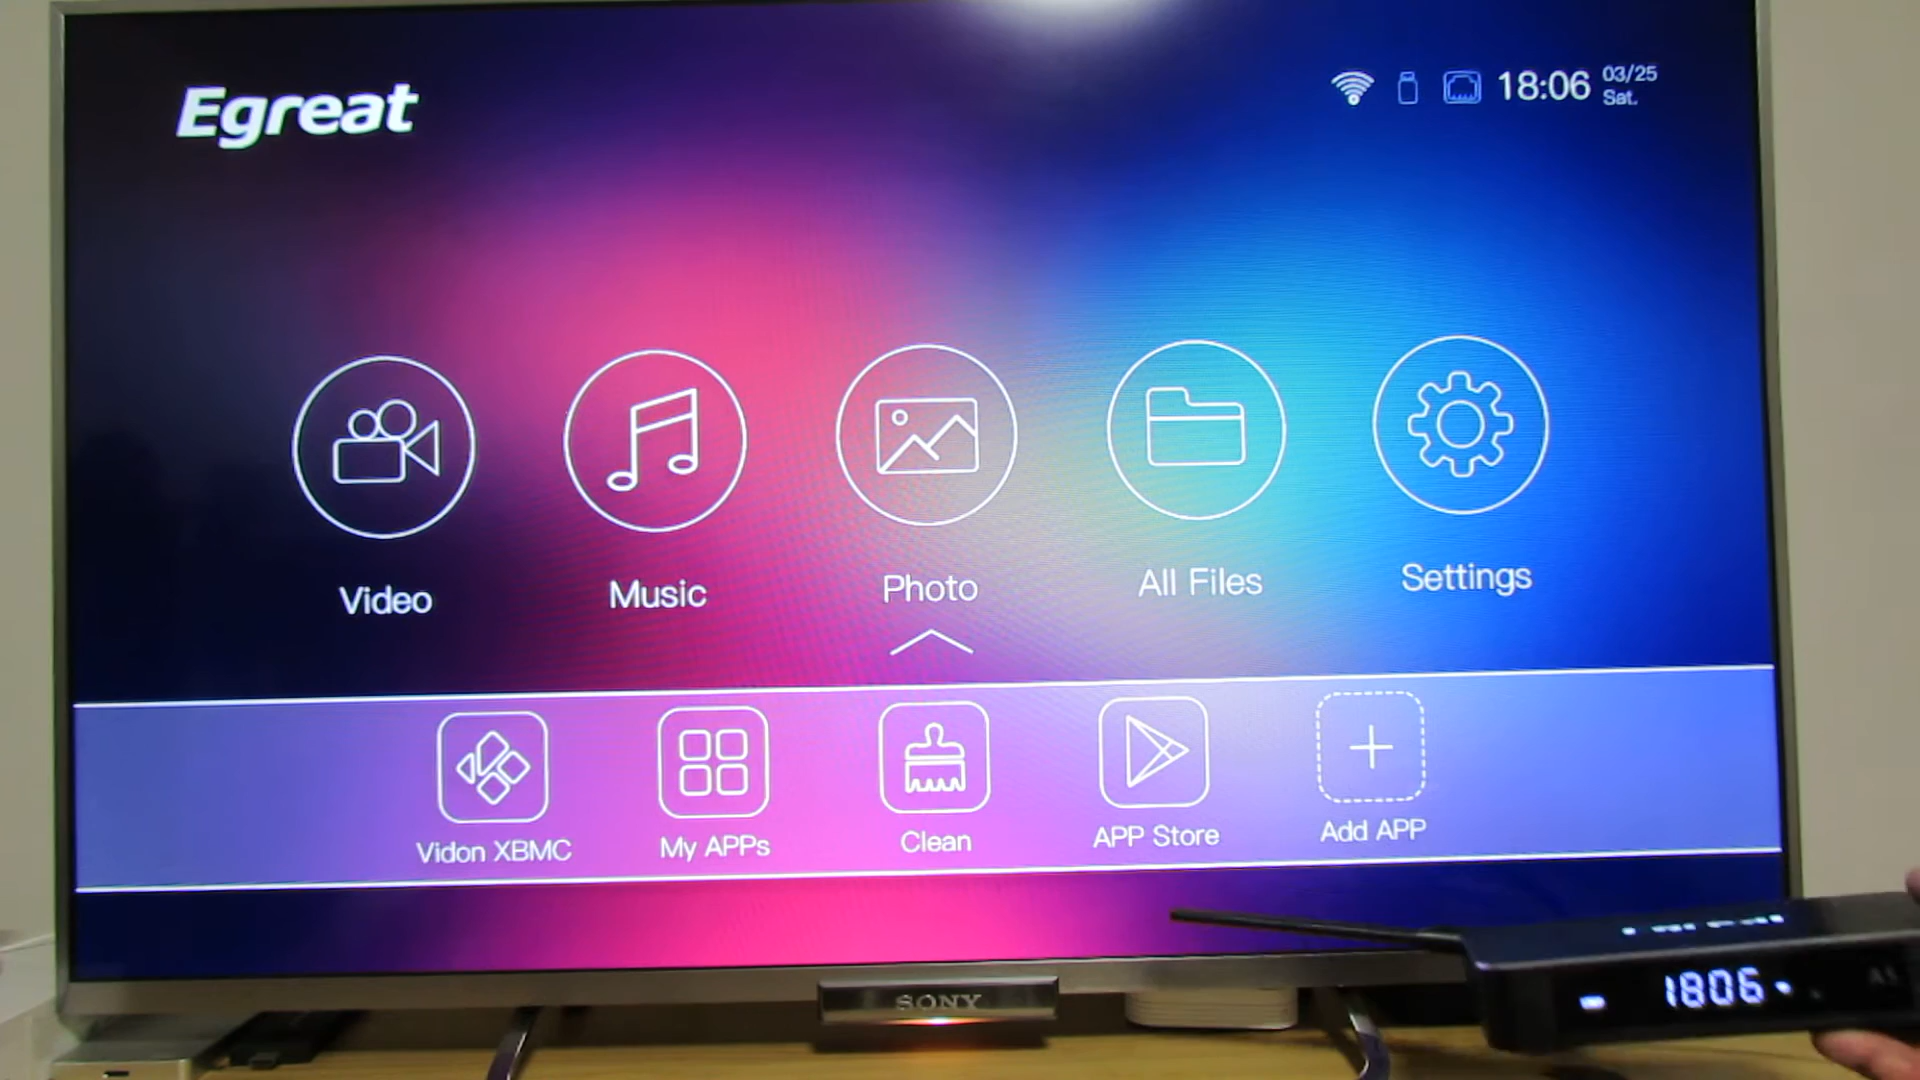 Egreat
18:06
03/25
Sat.
Video
Music
Photo
All Files
Settings
Vidon XBMC
My APPs
Clean
APP Store
Add APP
SONY
1806